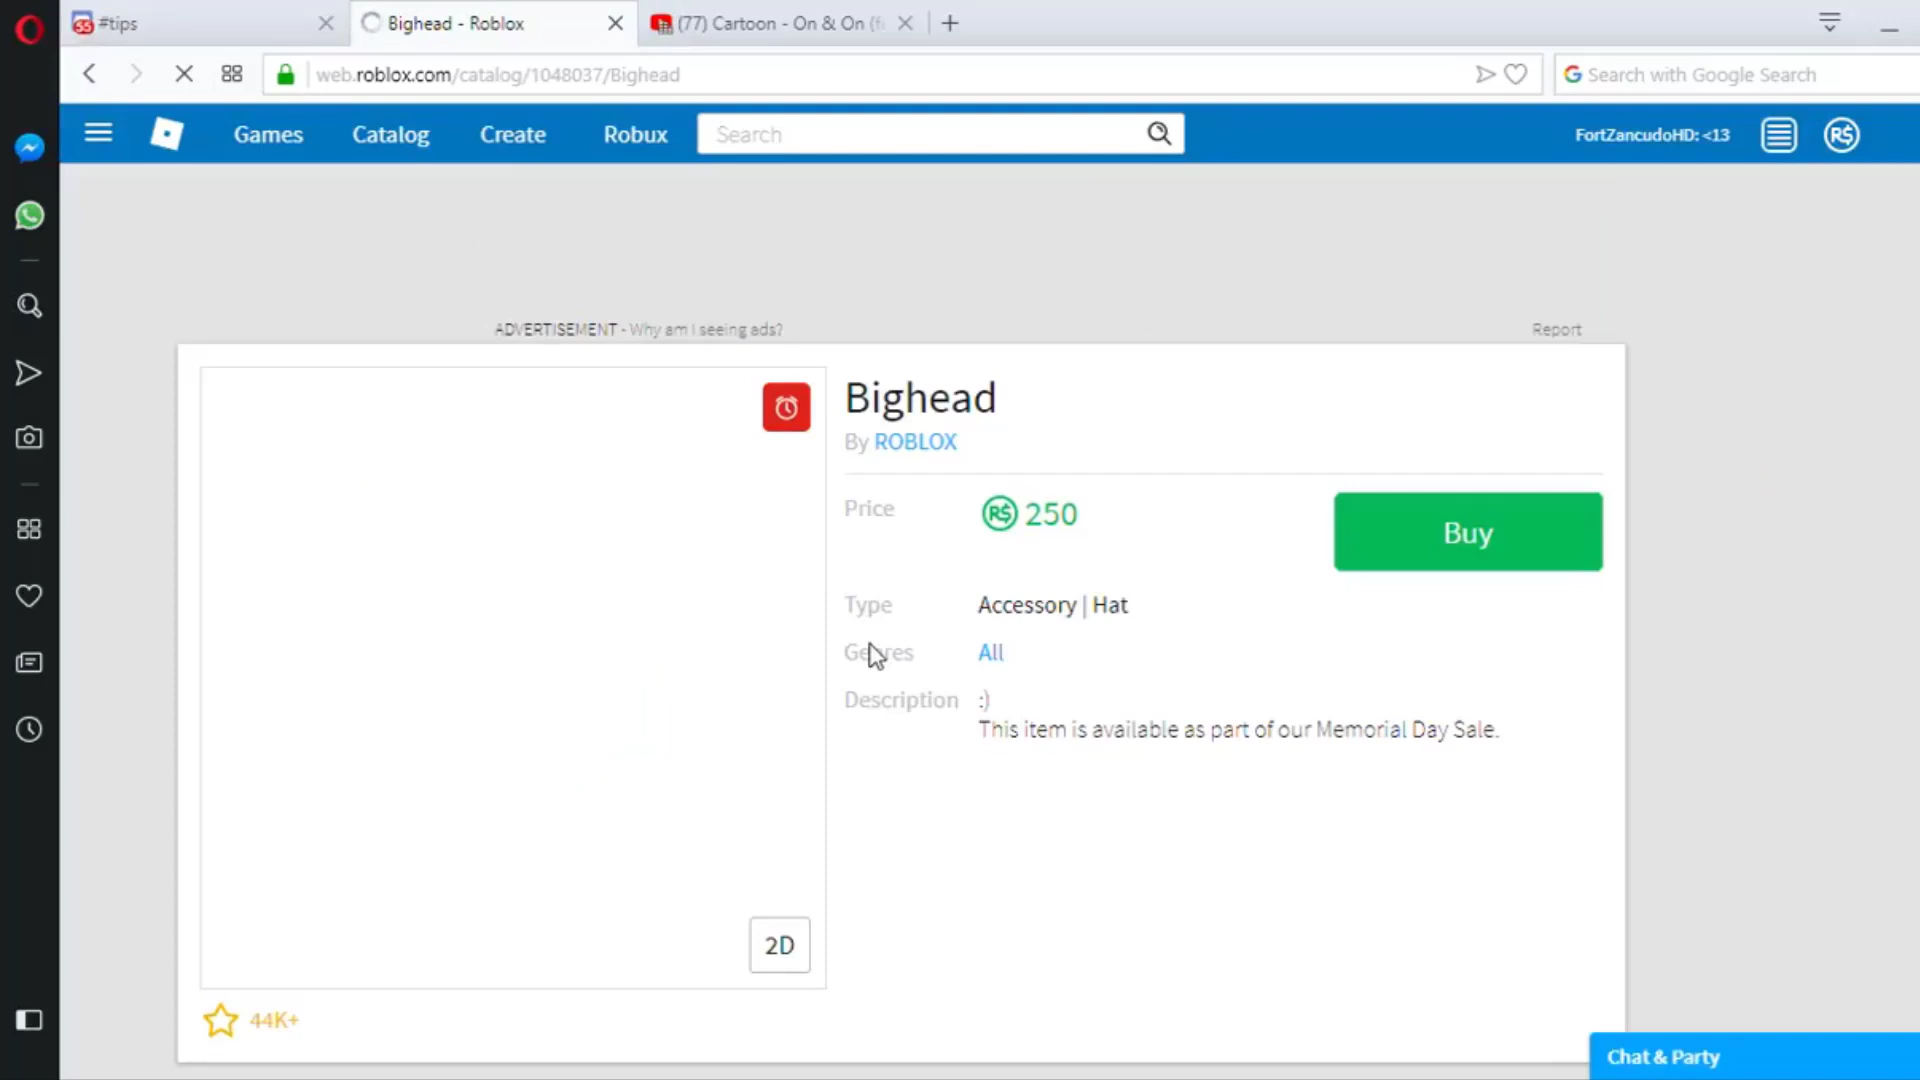 #tips
Bighead - Roblox
(77) Cartoon - On & On (f
web.roblox.com/catalog/1048037/Bighead
Search with Google Search
Games
Catalog
Create
Robux
Search
FortZancudoHD: <13
R$
ADVERTISEMENT - Why am I seeing ads?
Report
Bighead
By ROBLOX
Price
R$ 250
Buy
Type
Accessory | Hat
Genres
All
Description
:)
This item is available as part of our Memorial Day Sale.
2D
44K+
Chat & Party